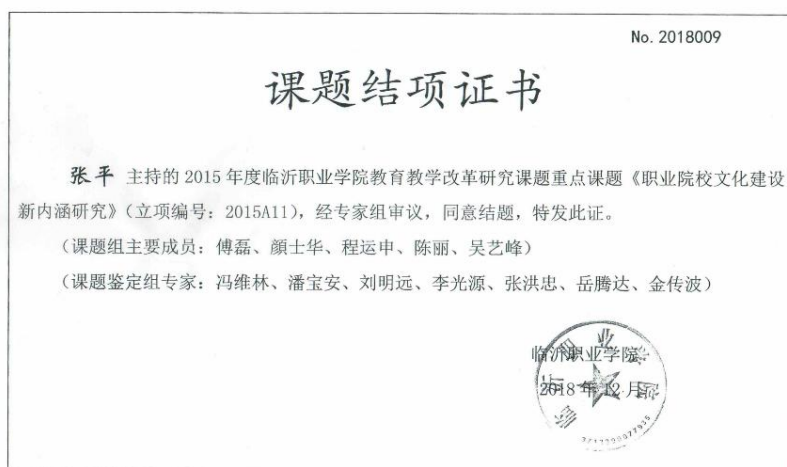 No. 2018009
课题结项证书
张平 主持的 2015 年度临沂职业学院教育教学改革研究课题重点课题《职业院校文化建设
新内涵研究》（立项编号：2015A11），经专家组审议，同意结题，特发此证。
（课题组主要成员：傅磊、顏士华、程运申、陈丽、吴艺峰）
（课题鉴定组专家：冯维林、潘宝安、刘明远、李光源、张洪忠、岳腾达、金传波）
临沂职业学院
2018 年 12 月